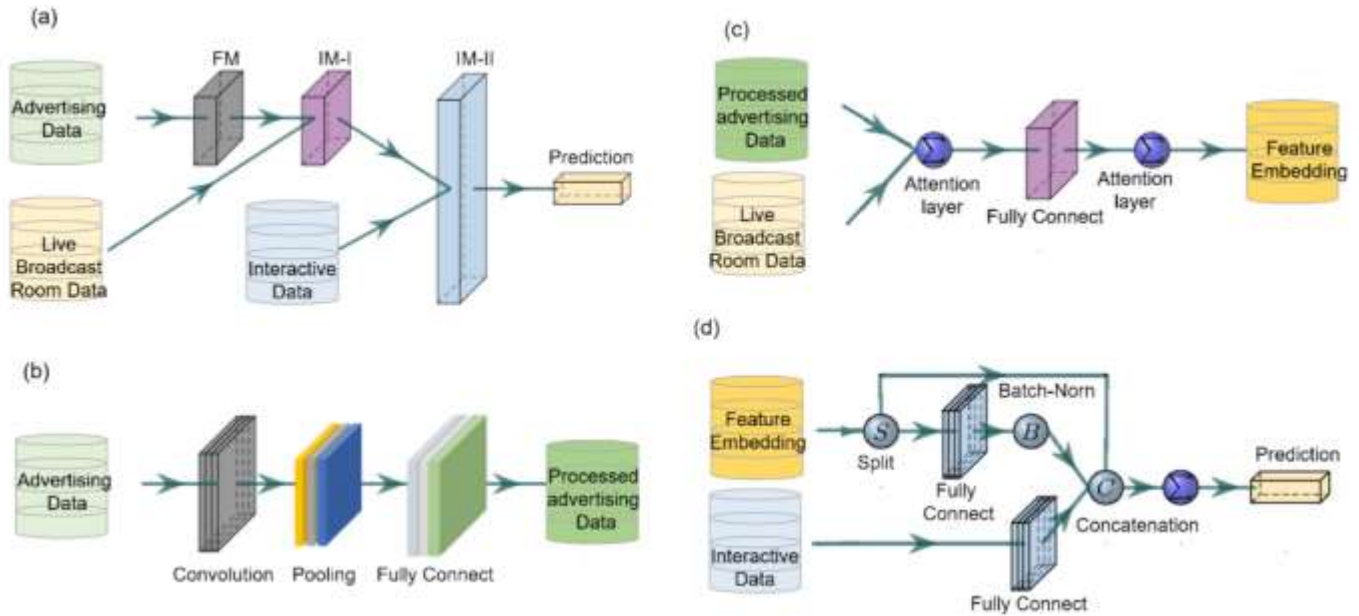 (a)
FM
IM-I
IM-II
Advertising
Data
Prediction
Live
Broadcast
Room Data
Interactive
Data
(b)
Advertising
Data
Processed
advertising
Data
Convolution
Pooling
Fully Connect
(c)
Processed
advertising
Data
Attention
layer
Attention
layer
Feature
Embedding
Fully Connect
Live
Broadcast
Room Data
(d)
Batch-Norn
Feature
Embedding
S
B
Split
Fully
Connect
C
Σ
Prediction
Concatenation
Interactive
Data
Fully Connect